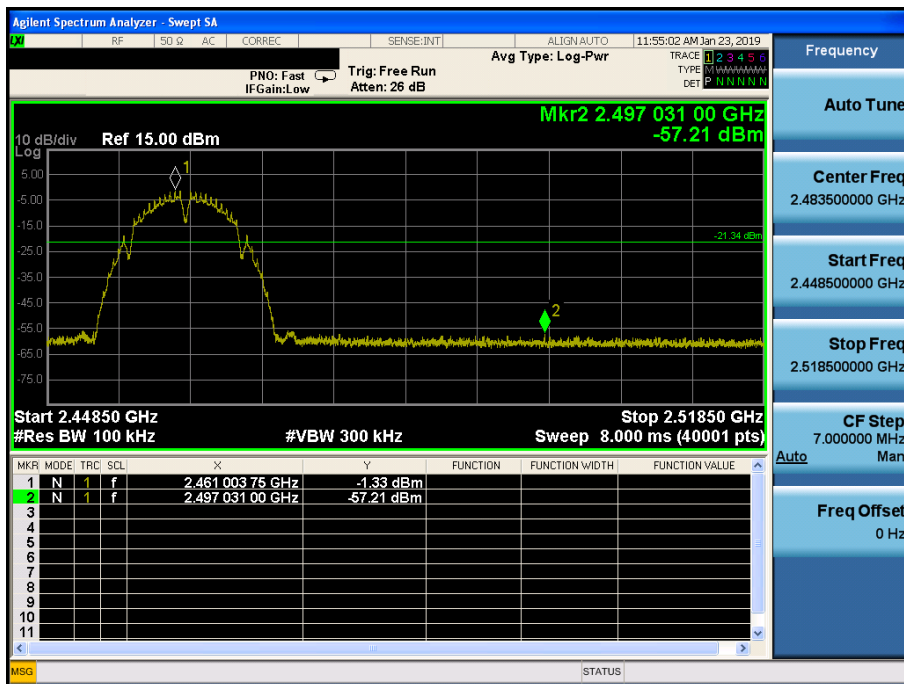 Agilent Spectrum Analyzer - Swept SA
LXI RF 50 Ω AC CORREC SENSE:INT ALIGN AUTO 11:55:02 AM Jan 23, 2019
Avg Type: Log-Pwr TRACE 1 2 3 4 5 6
PNO: Fast Trig: Free Run TYPE M WWWWW
IFGain:Low Atten: 26 dB DET P N N N N N
Mkr2 2.497 031 00 GHz
-57.21 dBm
10 dB/div Ref 15.00 dBm
Log
5.00
-5.00
-15.0
-25.0
-35.0
-45.0
-55.0
-65.0
-75.0
1
-21.34 dBm
2
Start 2.44850 GHz Stop 2.51850 GHz
#Res BW 100 kHz #VBW 300 kHz Sweep 8.000 ms (40001 pts)
MKR MODE TRC SCL X Y FUNCTION FUNCTION WIDTH FUNCTION VALUE
1 N 1 f 2.461 003 75 GHz -1.33 dBm
2 N 1 f 2.497 031 00 GHz -57.21 dBm
3
4
5
6
7
8
9
10
11
MSG STATUS
Frequency
Auto Tune
Center Freq
2.483500000 GHz
Start Freq
2.448500000 GHz
Stop Freq
2.518500000 GHz
CF Step
7.000000 MHz
Auto Man
Freq Offset
0 Hz